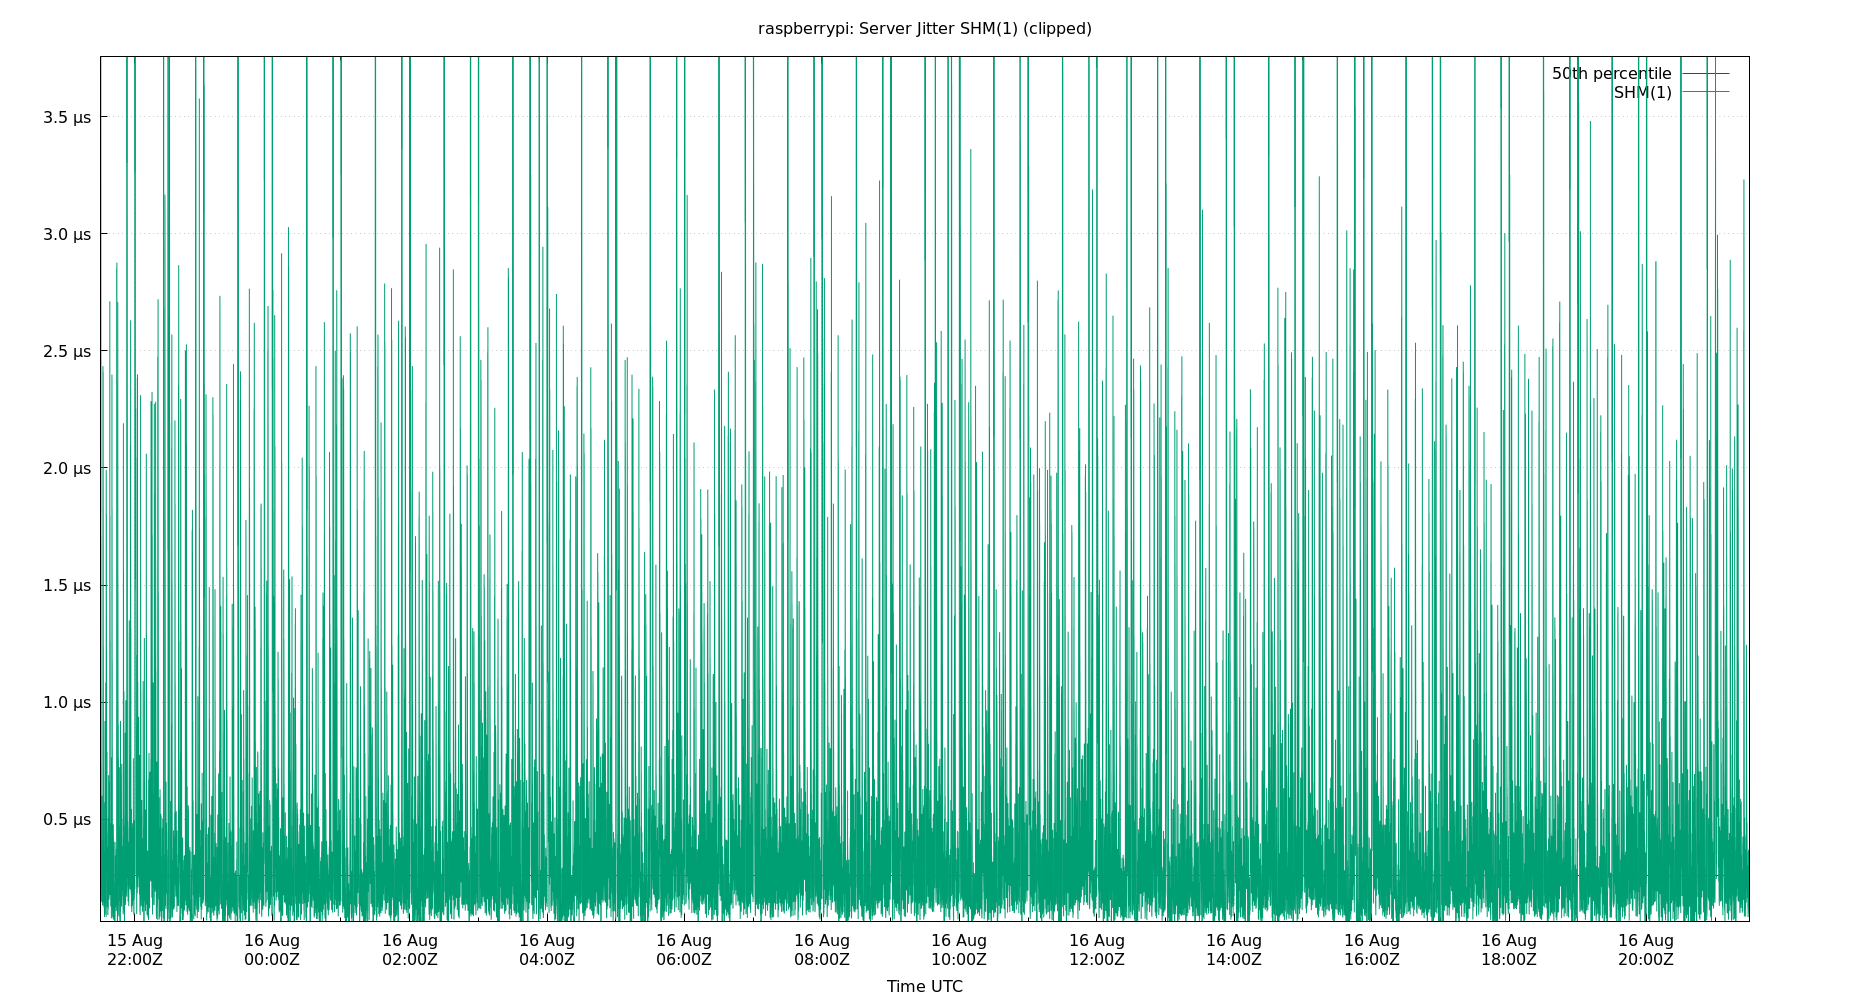 raspberrypi: Server Jitter SHM(1) (clipped)
50th percentile
SHM(1)
3.5 µs
3.0 µs
2.5 µs
2.0 µs
1.5 µs
1.0 µs
0.5 µs
15 Aug 16 Aug 16 Aug 16 Aug 16 Aug 16 Aug 16 Aug 16 Aug 16 Aug 16 Aug 16 Aug 16 Aug
22:00Z 00:00Z 02:00Z 04:00Z 06:00Z 08:00Z 10:00Z 12:00Z 14:00Z 16:00Z 18:00Z 20:00Z
Time UTC